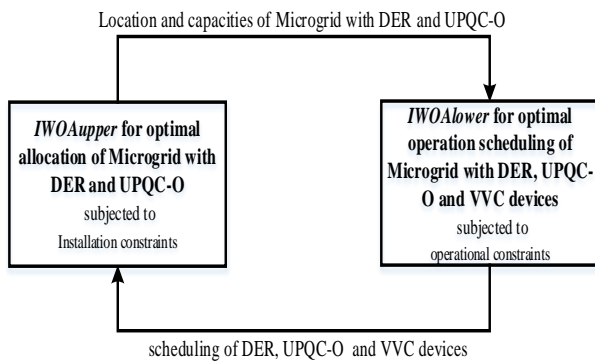 Location and capacities of Microgrid with DER and UPQC-O
IWOAupper for optimal
allocation of Microgrid with
DER and UPQC-O
subjected to
Installation constraints
IWOAlower for optimal
operation scheduling of
Microgrid with DER, UPQC-
O and VVC devices
subjected to
operational constraints
scheduling of DER, UPQC-O and VVC devices